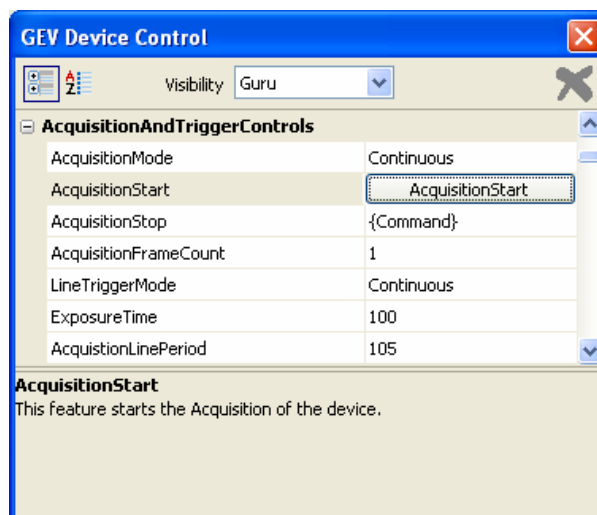 GEV Device Control
A Z Visibility Guru
AcquisitionAndTriggerControls
AcquisitionMode Continuous
AcquisitionStart AcquisitionStart
AcquisitionStop {Command}
AcquisitionFrameCount 1
LineTriggerMode Continuous
ExposureTime 100
AcquistionLinePeriod 105
AcquisitionStart
This feature starts the Acquisition of the device.